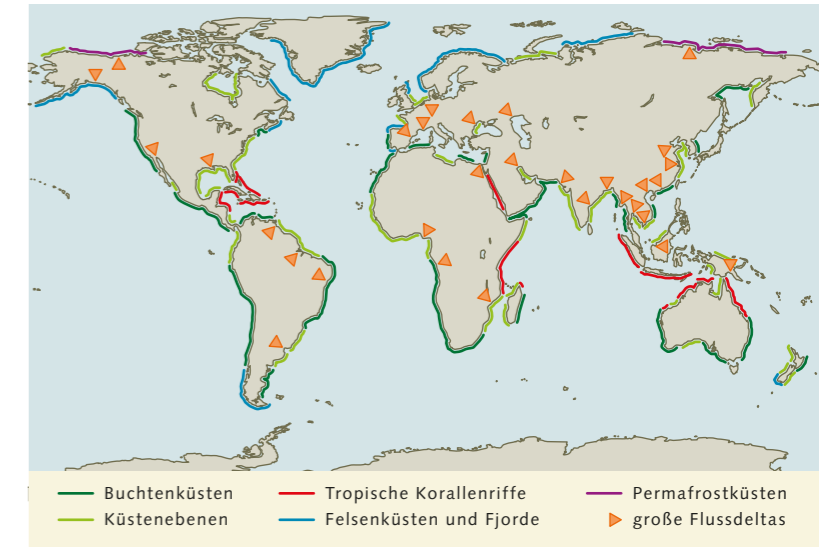 Buchtenküsten
Küstenebenen
Tropische Korallenriffe
Felsenküsten und Fjorde
Permafrostküsten
große Flussdeltas